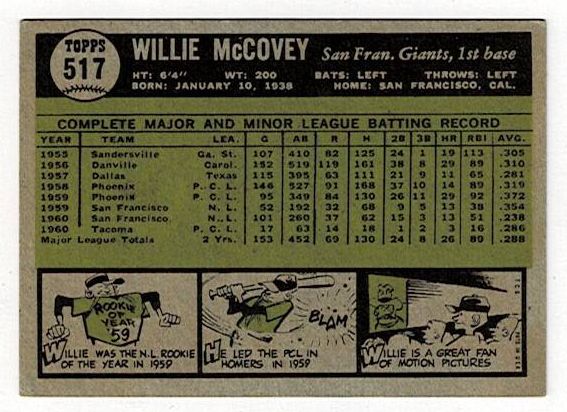 TOPPS
517
WILLIE McCOVEY
San Fran. Giants, 1st base
HT: 6'4" WT: 200 BATS: LEFT THROWS: LEFT
BORN: JANUARY 10, 1938 HOME: SAN FRANCISCO, CAL.
COMPLETE MAJOR AND MINOR LEAGUE BATTING RECORD
YEAR TEAM LEA. G AB R H 2B 3B HR RBI AVG.
1955 Sandersville Ga. St. 107 410 82 125 24 1 19 113 .305
1956 Danville Carol. 152 519 119 161 38 8 29 89 .310
1957 Dallas Texas 115 395 63 111 21 9 11 65 .281
1958 Phoenix P. C. L. 146 527 91 168 37 10 14 89 .319
1959 Phoenix P. C. L. 95 349 84 130 26 11 29 92 .372
1959 San Francisco N. L. 52 192 32 68 9 5 13 38 .354
1960 San Francisco N. L. 101 260 37 62 15 3 13 51 .238
1960 Tacoma P. C. L. 17 63 14 18 1 2 3 16 .286
Major League Totals 2 Yrs. 153 452 69 130 24 8 26 89 .288
ROOKIE
OF
YEAR
'59
WILLIE WAS THE N.L ROOKIE
OF THE YEAR IN 1959
BLAM
HE LED THE PCL IN
HOMERS IN 1959
WILLIE IS A GREAT FAN
OF MOTION PICTURES